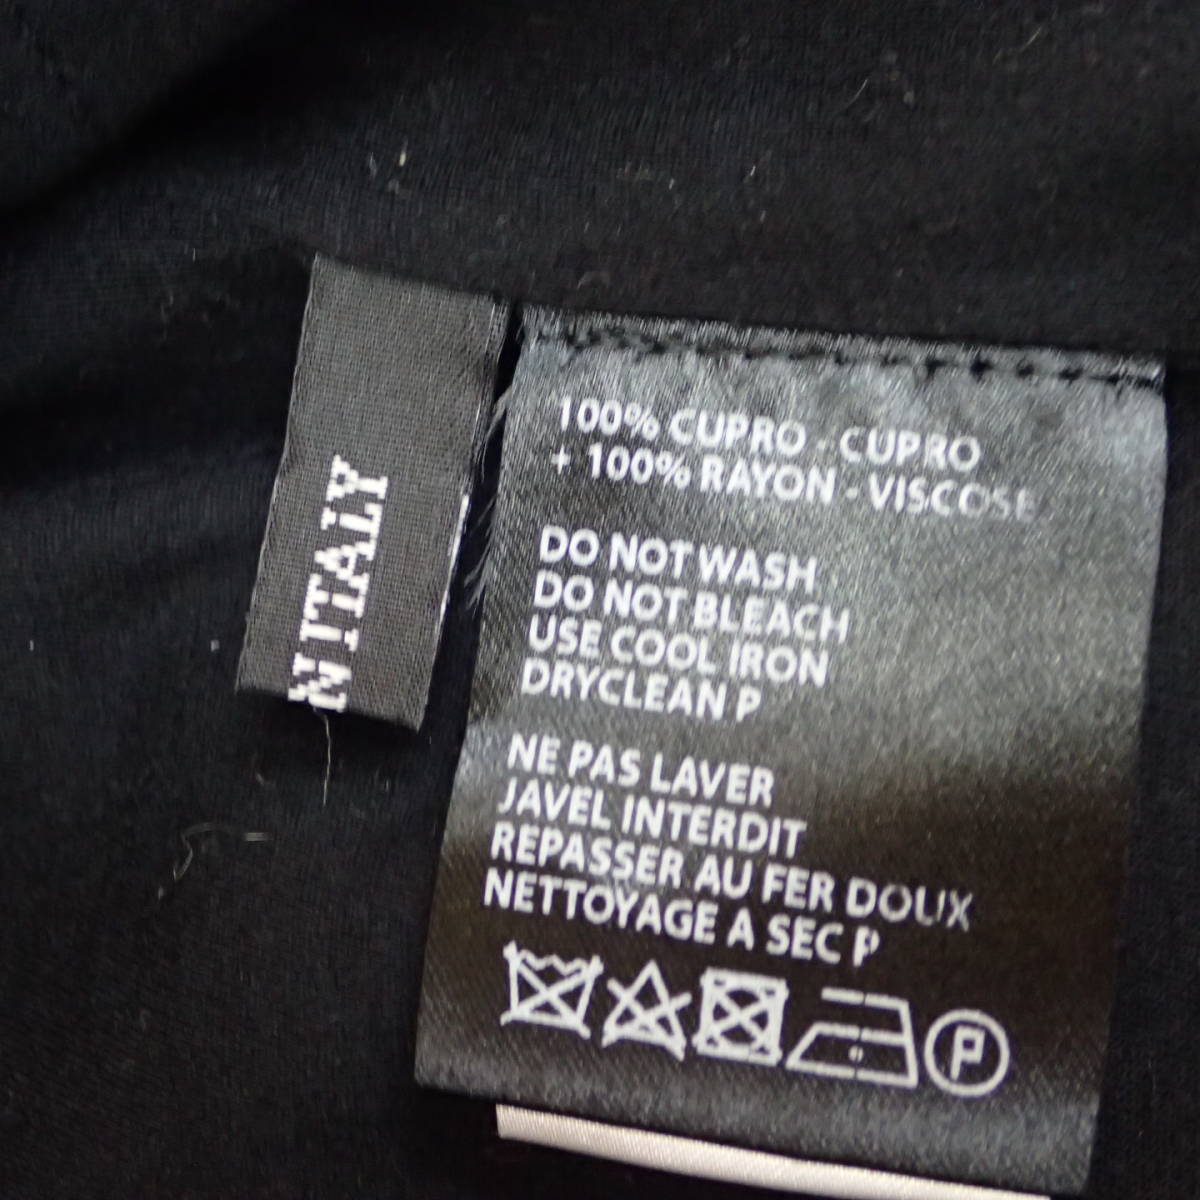 N ITALY
100% CUPRO - CUPRO
+ 100% RAYON - VISCOSE
DO NOT WASH
DO NOT BLEACH
USE COOL IRON
DRYCLEAN P
NE PAS LAVER
JAVEL INTERDIT
REPASSER AU FER DOUX
NETTOYAGE A SEC P
P